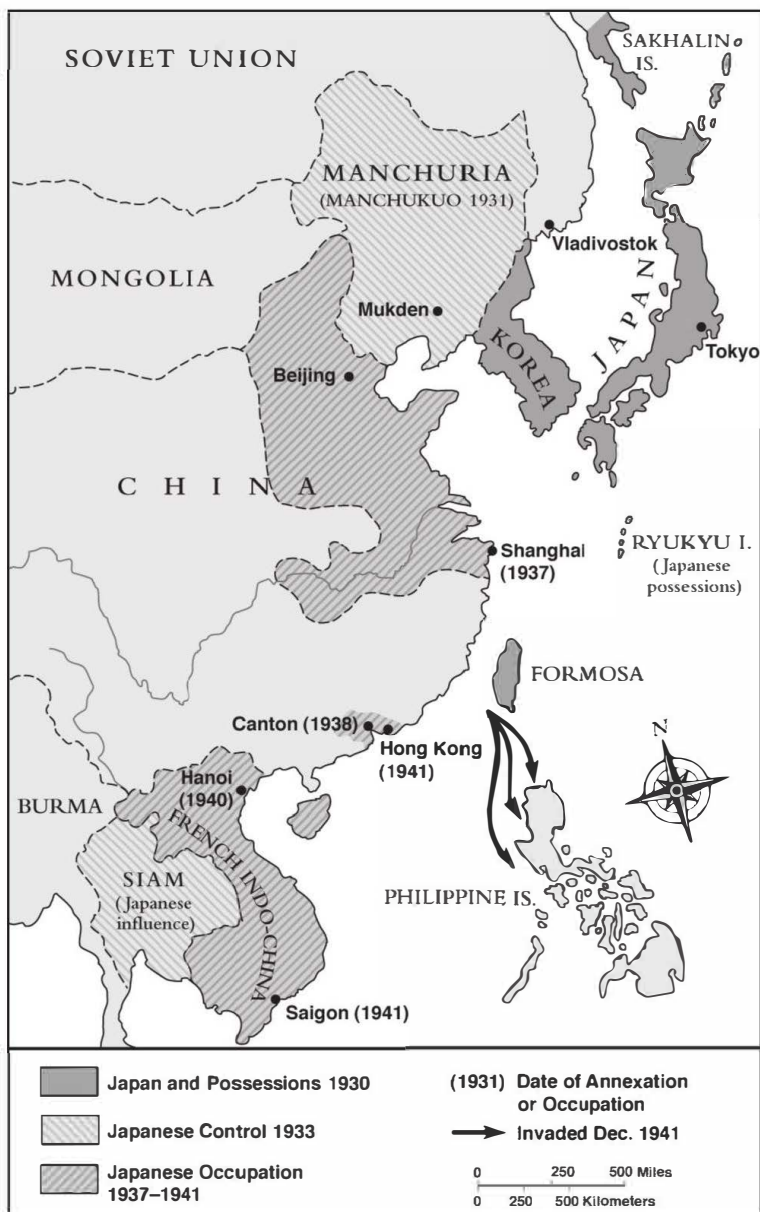 SOVIET UNION
SAKHALIN
IS.
MANCHURIA
(MANCHUKUO 1931)
Vladivostok
MONGOLIA
Mukden
JAPAN
Tokyo
KOREA
Beijing
CHINA
Shanghai
(1937)
RYUKYU I.
(Japanese
possessions)
FORMOSA
Canton (1938)
Hong Kong
(1941)
N
Hanoi
(1940)
BURMA
FRENCH INDO-CHINA
SIAM
(Japanese
influence)
PHILIPPINE IS.
Saigon (1941)
Japan and Possessions 1930
Japanese Control 1933
Japanese Occupation
1937–1941
(1931) Date of Annexation
or Occupation
Invaded Dec. 1941
0 250 500 Miles
0 250 500 Kilometers